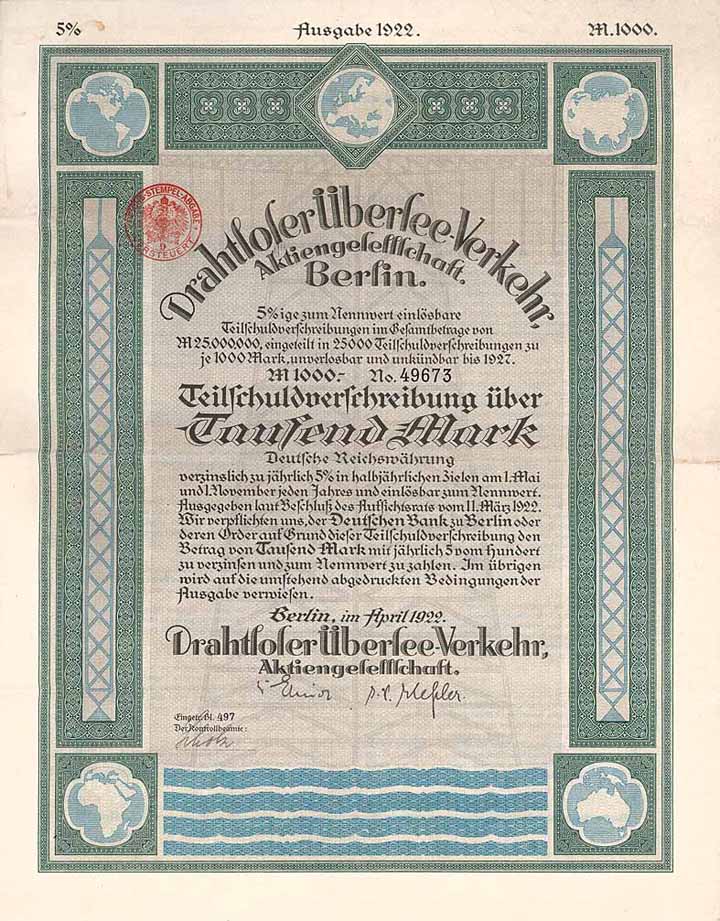 5%
Ausgabe 1922.
M.1000.
Drahtloser Übersee-Verkehr,
Aktiengesellschaft.
Berlin.
5%ige zum Nennwert einlösbare
Teilschuldverschreibungen im Gesamtbetrage von
M 25.000,000, eingeteilt in 25000 Teilschuldverschreibungen zu
je 1000 Mark, unverlosbar und unkündbar bis 1927.
M 1000.- No. 49673
Teilschuldverschreibung über
Tausend Mark
Deutsche Reichswährung
verzinslich zu jährlich 5% in halbjährlichen Zielen am 1. Mai
und 1. November jeden Jahres und einlösbar zum Nennwert.
Ausgegeben laut Beschluß des Aufsichtsrats vom 11. März 1922.
Wir verpflichten uns, der Deutschen Bank zu Berlin oder
deren Order auf Grund dieser Teilschuldverschreibung den
Betrag von Tausend Mark mit jährlich 5 vom Hundert
zu verzinsen und zum Nennwert zu zahlen. Im übrigen
wird auf die umstehend abgedruckten Bedingungen der
Ausgabe verwiesen.
Berlin, im April 1922.
Drahtloser Übersee-Verkehr,
Aktiengesellschaft.
Eingetr. Bl. 497
Der Kontrollbeamte:
STEMPEL-ABGABE
VERSTEUERT